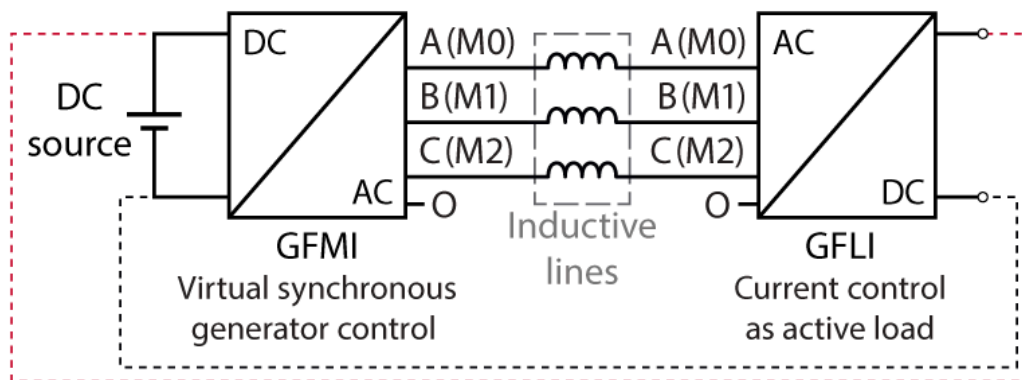 DC
A (M0)
A (M0)
AC
DC
source
B (M1)
B (M1)
C (M2)
C (M2)
AC
O
O
DC
Inductive
lines
GFMI
Virtual synchronous
generator control
GFLI
Current control
as active load